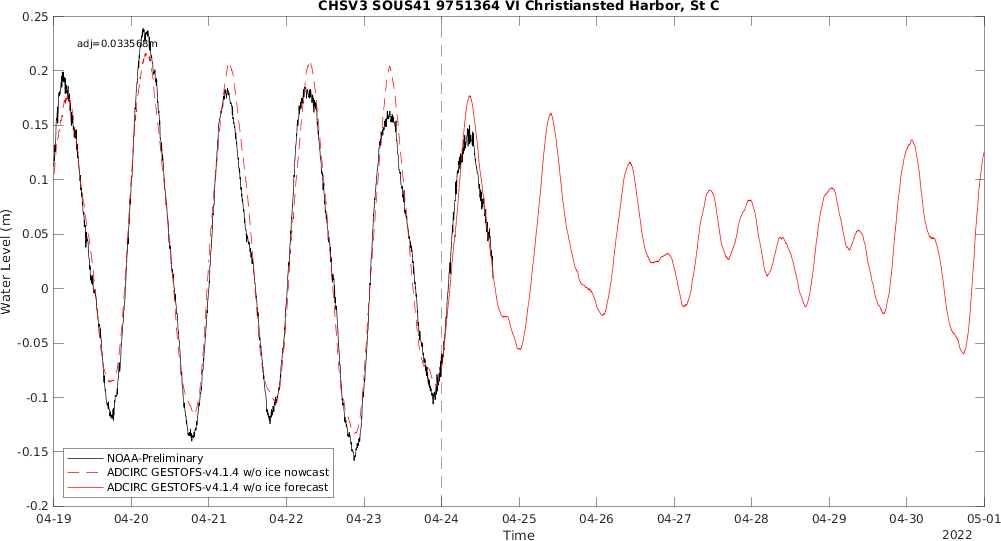 CHSV3 SOUS41 9751364 VI Christiansted Harbor, St C
adj=0.033568m
Water Level (m)
0.25
0.2
0.15
0.1
0.05
0
-0.05
-0.1
-0.15
-0.2
NOAA-Preliminary
ADCIRC GESTOFS-v4.1.4 w/o ice nowcast
ADCIRC GESTOFS-v4.1.4 w/o ice forecast
04-19 04-20 04-21 04-22 04-23 04-24 04-25 04-26 04-27 04-28 04-29 04-30 05-01
Time
2022